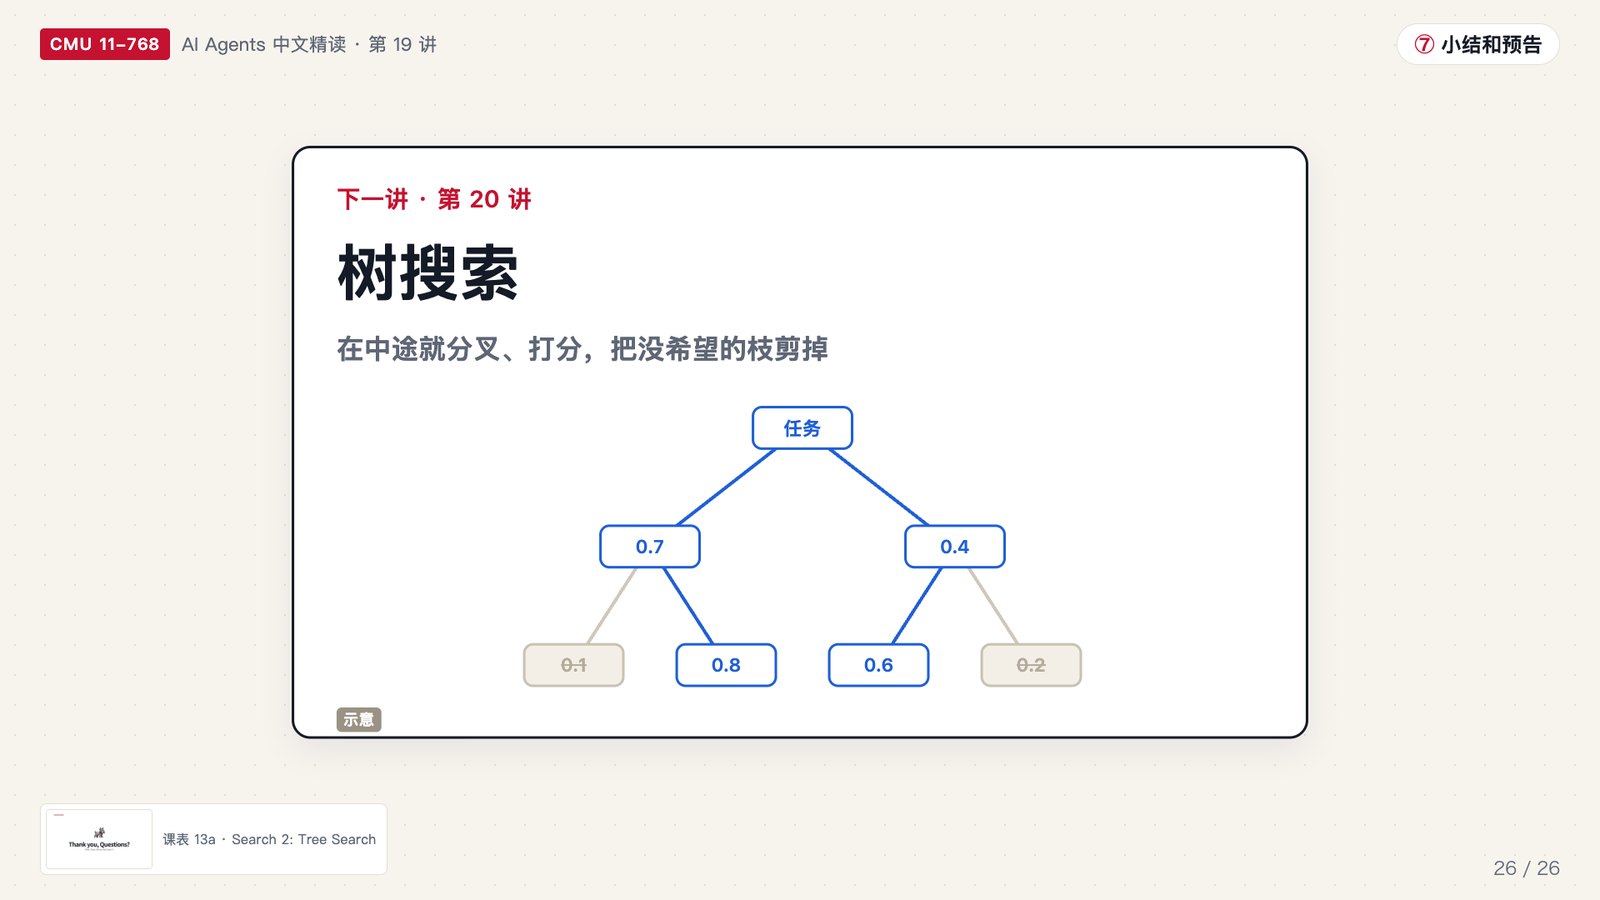 CMU 11-768 AI Agents 中文精读 · 第 19 讲
⑦ 小结和预告
下一讲 · 第 20 讲
树搜索
在中途就分叉、打分，把没希望的枝剪掉
任务
0.7 0.4
0.1 0.8 0.6 0.2
示意
Thank you, Questions?
课表 13a · Search 2: Tree Search
26 / 26